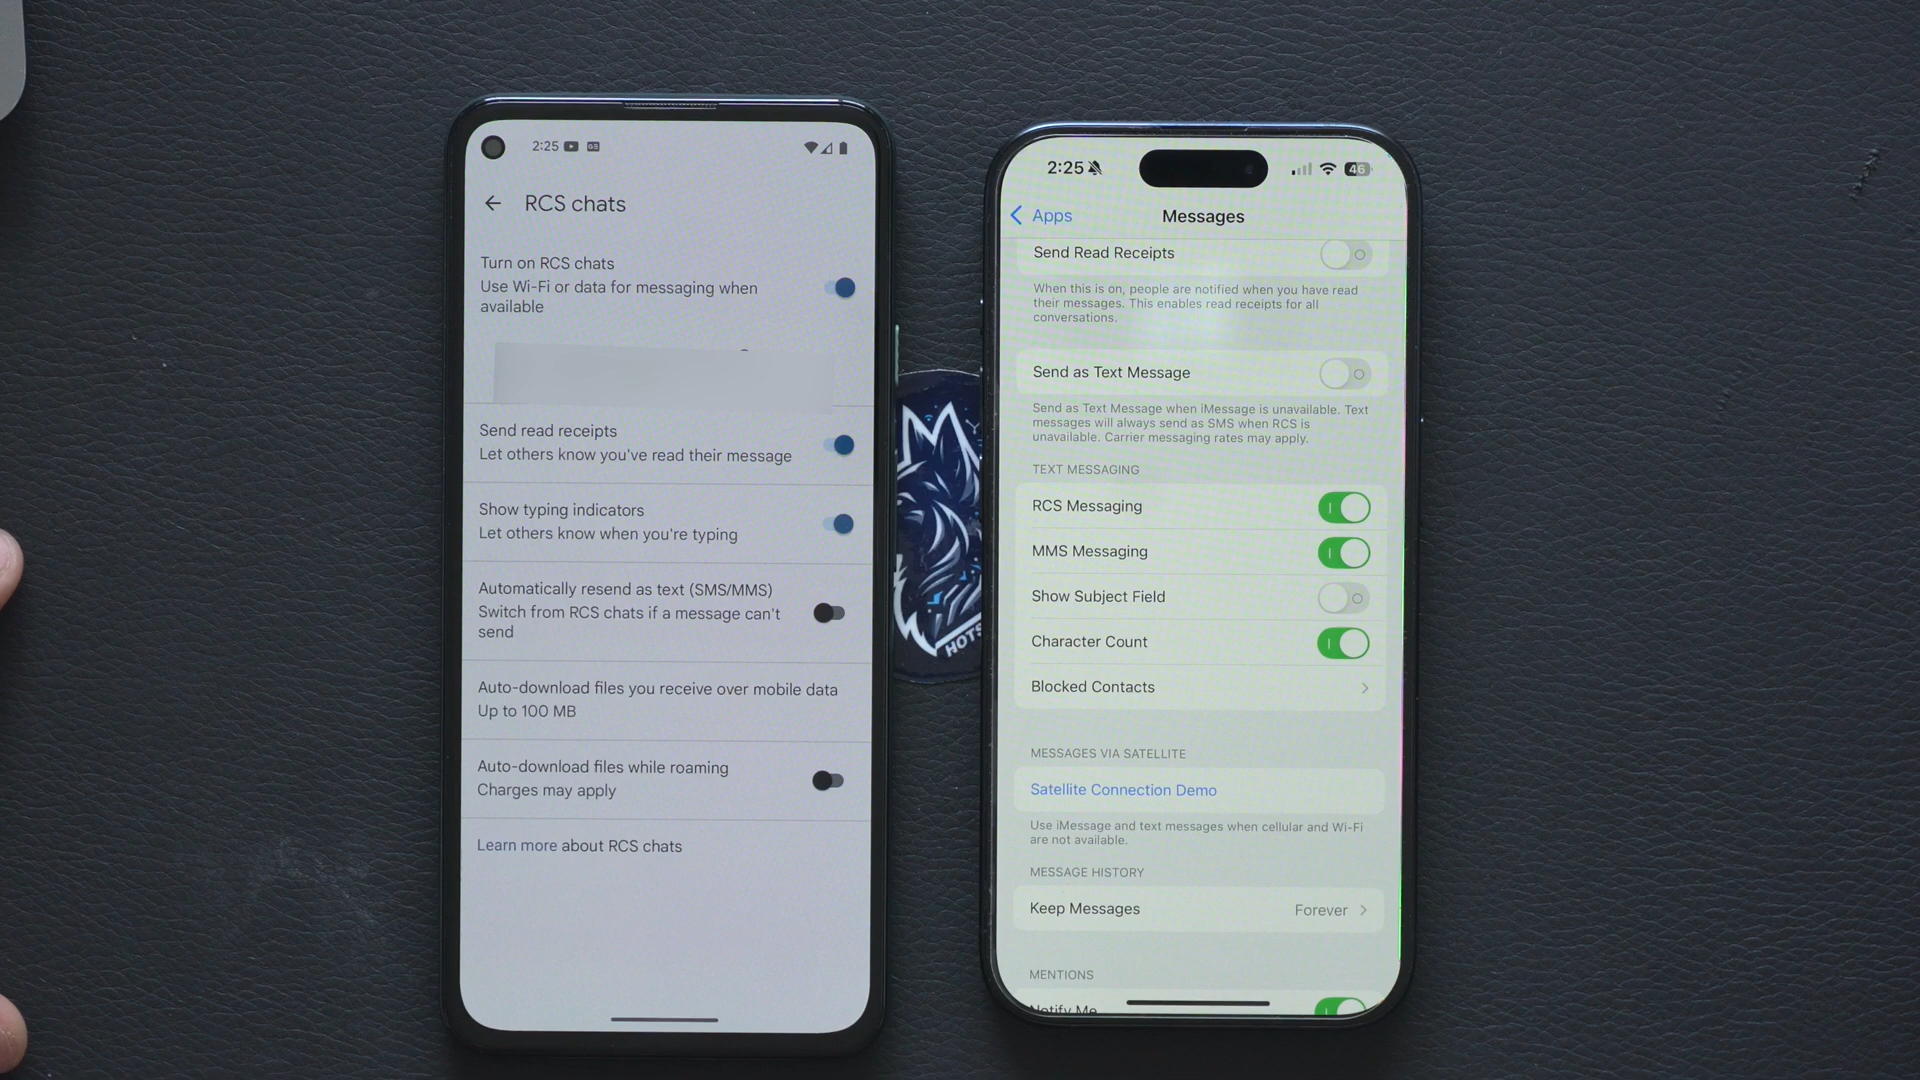 2:25
RCS chats
Turn on RCS chats
Use Wi-Fi or data for messaging when
available
Send read receipts
Let others know you've read their message
Show typing indicators
Let others know when you're typing
Automatically resend as text (SMS/MMS)
Switch from RCS chats if a message can't
send
Auto-download files you receive over mobile data
Up to 100 MB
Auto-download files while roaming
Charges may apply
Learn more about RCS chats
2:25
46
Apps
Messages
Send Read Receipts
When this is on, people are notified when you have read
their messages. This enables read receipts for all
conversations.
Send as Text Message
Send as Text Message when iMessage is unavailable. Text
messages will always send as SMS when RCS is
unavailable. Carrier messaging rates may apply.
TEXT MESSAGING
RCS Messaging
MMS Messaging
Show Subject Field
Character Count
Blocked Contacts
MESSAGES VIA SATELLITE
Satellite Connection Demo
Use iMessage and text messages when cellular and Wi-Fi
are not available.
MESSAGE HISTORY
Keep Messages
Forever
MENTIONS
Notify Me